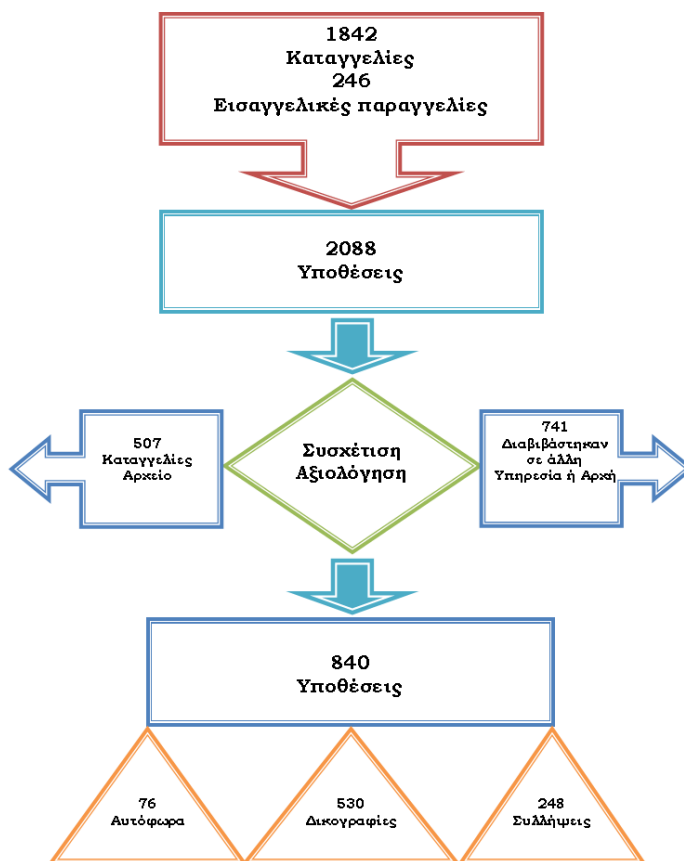 1842
Καταγγελίες
246
Εισαγγελικές παραγγελίες
2088
Υποθέσεις
507
Καταγγελίες
Αρχείο
Συσχέτιση
Αξιολόγηση
741
Διαβιβάστηκαν
σε άλλη
Υπηρεσία ή Αρχή
840
Υποθέσεις
76
Αυτόφωρα
530
Δικογραφίες
248
Συλλήψεις